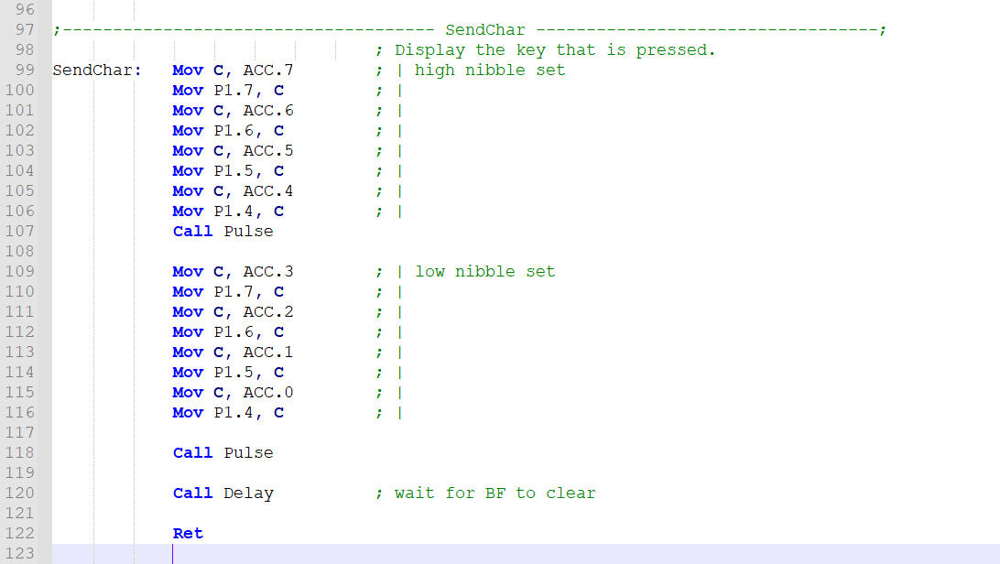 96
97 ;------------------------------------- SendChar ----------------------------------;
98 ; Display the key that is pressed.
99 SendChar: Mov C, ACC.7 ; | high nibble set
100 Mov P1.7, C ; |
101 Mov C, ACC.6 ; |
102 Mov P1.6, C ; |
103 Mov C, ACC.5 ; |
104 Mov P1.5, C ; |
105 Mov C, ACC.4 ; |
106 Mov P1.4, C ; |
107 Call Pulse
108
109 Mov C, ACC.3 ; | low nibble set
110 Mov P1.7, C ; |
111 Mov C, ACC.2 ; |
112 Mov P1.6, C ; |
113 Mov C, ACC.1 ; |
114 Mov P1.5, C ; |
115 Mov C, ACC.0 ; |
116 Mov P1.4, C ; |
117
118 Call Pulse
119
120 Call Delay ; wait for BF to clear
121
122 Ret
123